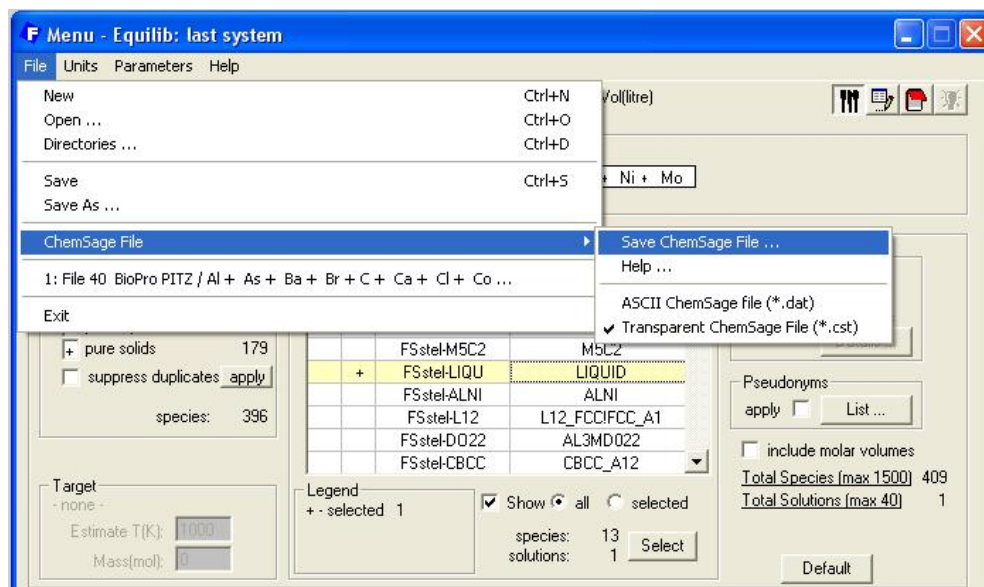 Menu - Equilib: last system
File Units Parameters Help
New Ctrl+N
Open ... Ctrl+O
Directories ... Ctrl+D
Save Ctrl+S
Save As ...
ChemSage File
1: File 40 BioPro PITZ / Al + As + Ba + Br + C + Ca + Cl + Co ...
Exit
Save ChemSage File ...
Help ...
ASCII ChemSage file (*.dat)
Transparent ChemSage File (*.cst)
Vol(litre)
+ Ni + Mo
+ pure solids 179
suppress duplicates apply
species: 396
FSstel-M5C2 M5C2
+ FSstel-LIQU LIQUID
FSstel-ALNI ALNI
FSstel-L12 L12_FCC!FCC_A1
FSstel-DO22 AL3MD022
FSstel-CBCC CBCC_A12
Pseudonyms
apply List ...
include molar volumes
Total Species (max 1500) 409
Total Solutions (max 40) 1
Target
- none -
Estimate T(K): 1000
Mass(mol): 0
Legend
+ - selected 1
Show all selected
species: 13
solutions: 1
Select
Default